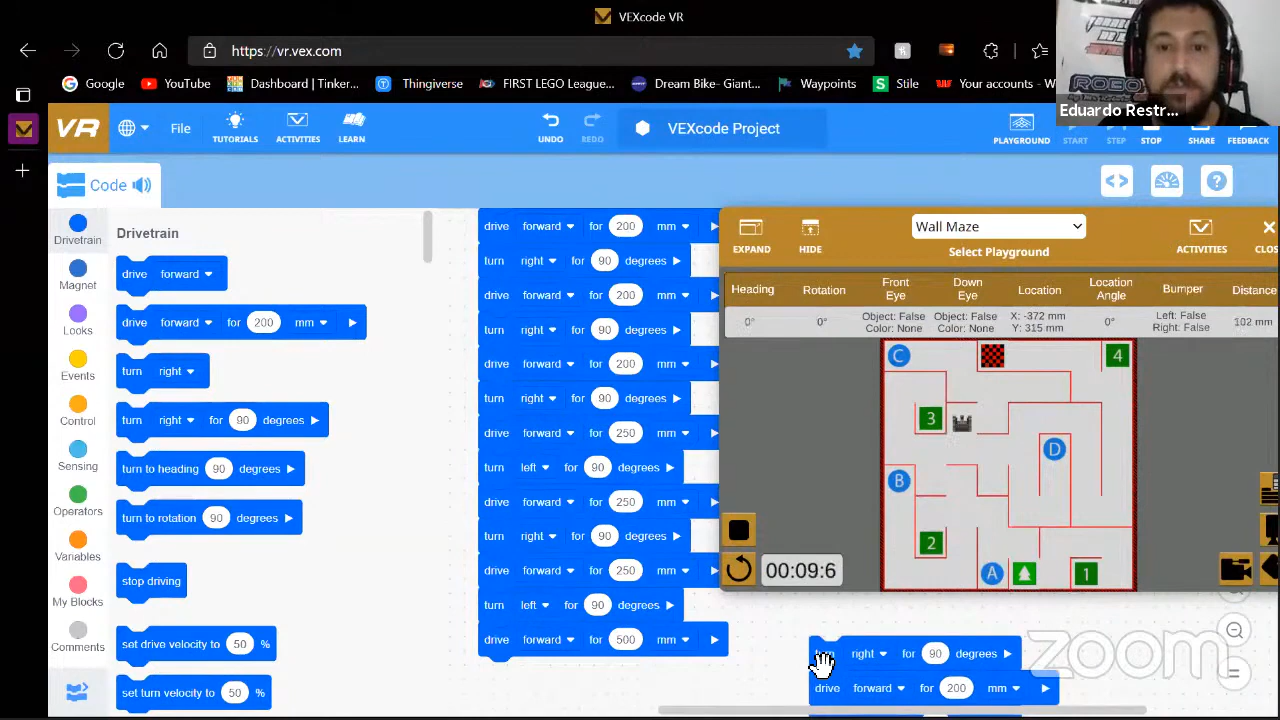 VEXcode VR
https://vr.vex.com
Google
YouTube
Dashboard | Tinker...
Thingiverse
FIRST LEGO League...
Dream Bike- Giant...
Waypoints
Stile
Your accounts - W...
Eduardo Restr...
VR
File
TUTORIALS
ACTIVITIES
LEARN
UNDO
REDO
VEXcode Project
PLAYGROUND
START
STEP
STOP
SHARE
FEEDBACK
Code
Drivetrain
Magnet
Looks
Events
Control
Sensing
Operators
Variables
My Blocks
Comments
Drivetrain
drive forward
drive forward for 200 mm
turn right
turn right for 90 degrees
turn to heading 90 degrees
turn to rotation 90 degrees
stop driving
set drive velocity to 50 %
set turn velocity to 50 %
drive forward for 200 mm
turn right for 90 degrees
drive forward for 200 mm
turn right for 90 degrees
drive forward for 200 mm
turn right for 90 degrees
drive forward for 250 mm
turn left for 90 degrees
drive forward for 250 mm
turn right for 90 degrees
drive forward for 250 mm
turn left for 90 degrees
drive forward for 500 mm
right for 90 degrees
drive forward for 200 mm
EXPAND
HIDE
Wall Maze
Select Playground
ACTIVITIES
CLOS
Heading
Rotation
Front Eye
Down Eye
Location
Location Angle
Bumper
Distance
0°
0°
Object: False
Color: None
Object: False
Color: None
X: -372 mm
Y: 315 mm
0°
Left: False
Right: False
102 mm
C
4
3
D
B
2
A
1
00:09:6
zoom